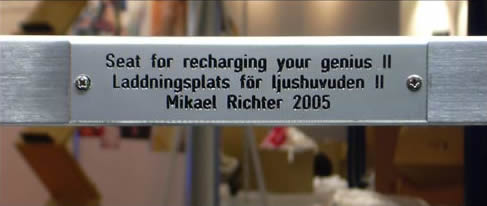 Seat for recharging your genius II
Laddningsplats för ljushuvuden II
Mikael Richter 2005